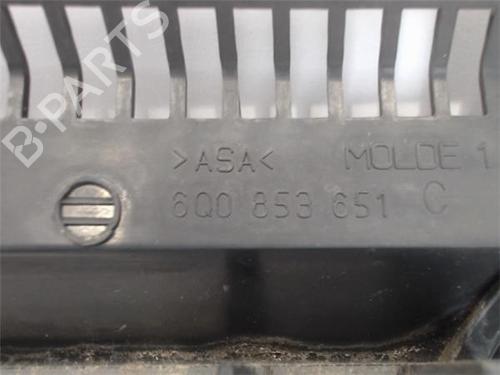 B-PARTS
>ASA< MOLDE 1
6Q0 853 651 C